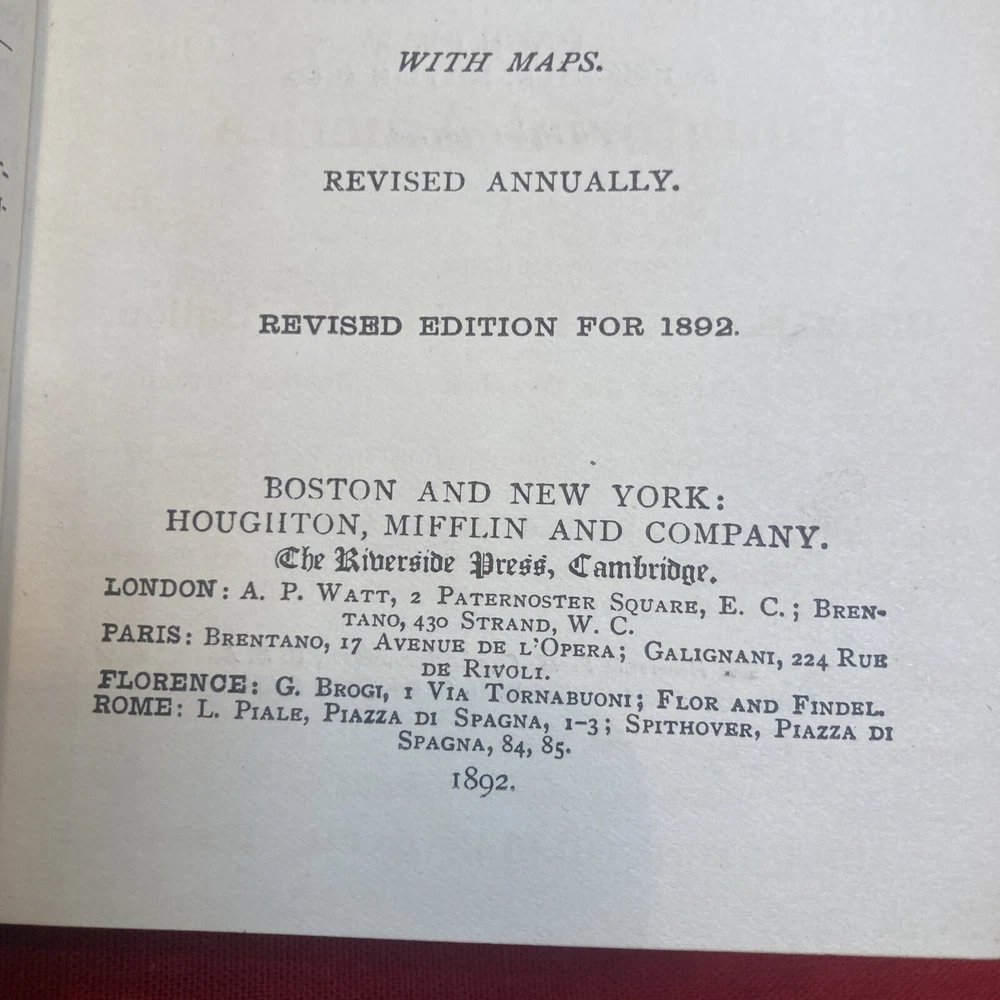 WITH MAPS.
REVISED ANNUALLY.
REVISED EDITION FOR 1892.
BOSTON AND NEW YORK:
HOUGHTON, MIFFLIN AND COMPANY.
The Riverside Press, Cambridge.
LONDON: A. P. WATT, 2 PATERNOSTER SQUARE, E. C.; BREN-
TANO, 430 STRAND, W. C.
PARIS: BRENTANO, 17 AVENUE DE L'OPERA; GALIGNANI, 224 RUE
DE RIVOLI.
FLORENCE: G. BROGI, 1 VIA TORNABUONI; FLOR AND FINDEL.
ROME: L. PIALE, PIAZZA DI SPAGNA, 1-3; SPITHOVER, PIAZZA DI
SPAGNA, 84, 85.
1892.